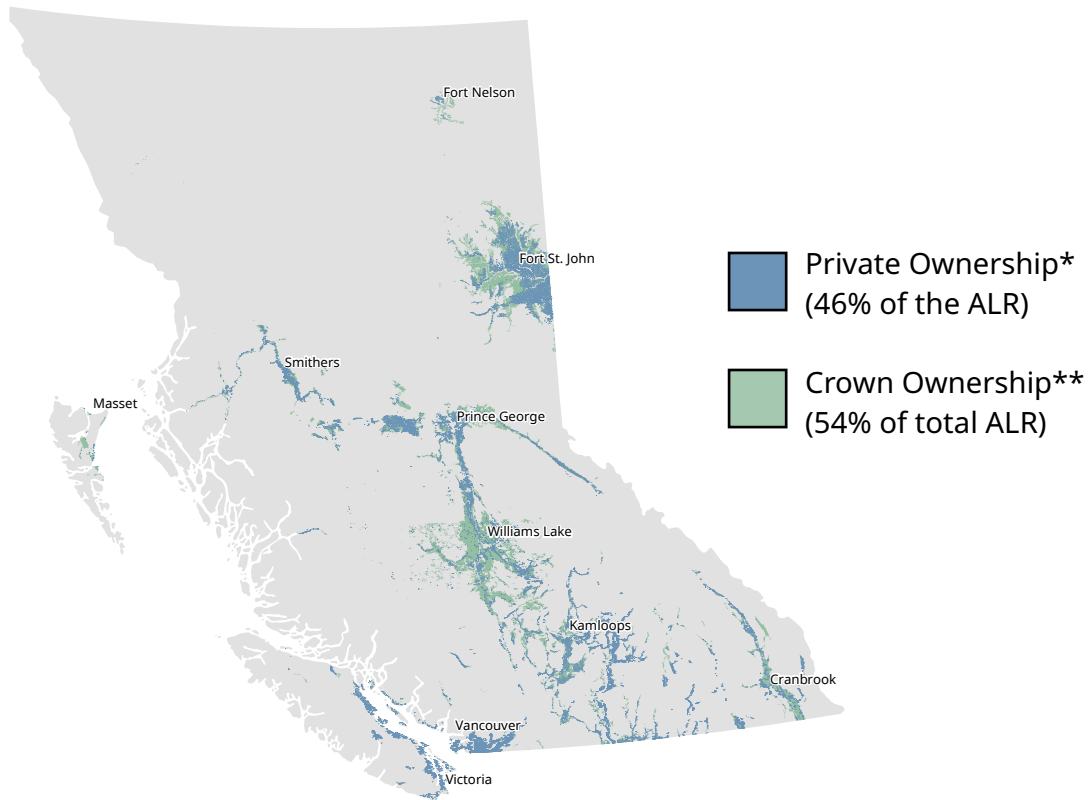 Fort Nelson
Fort St. John
Private Ownership*
(46% of the ALR)
Smithers
Crown Ownership**
(54% of total ALR)
Masset
Prince George
Williams Lake
Kamloops
Cranbrook
Vancouver
Victoria